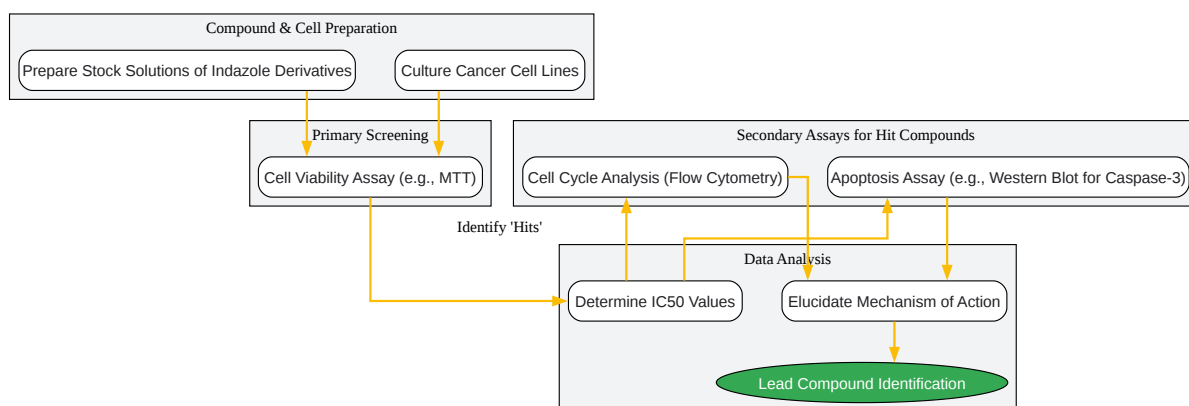 Compound & Cell Preparation
Prepare Stock Solutions of Indazole Derivatives
Culture Cancer Cell Lines
Primary Screening
Cell Viability Assay (e.g., MTT)
Secondary Assays for Hit Compounds
Cell Cycle Analysis (Flow Cytometry)
Apoptosis Assay (e.g., Western Blot for Caspase-3)
Identify 'Hits'
Data Analysis
Determine IC50 Values
Elucidate Mechanism of Action
Lead Compound Identification